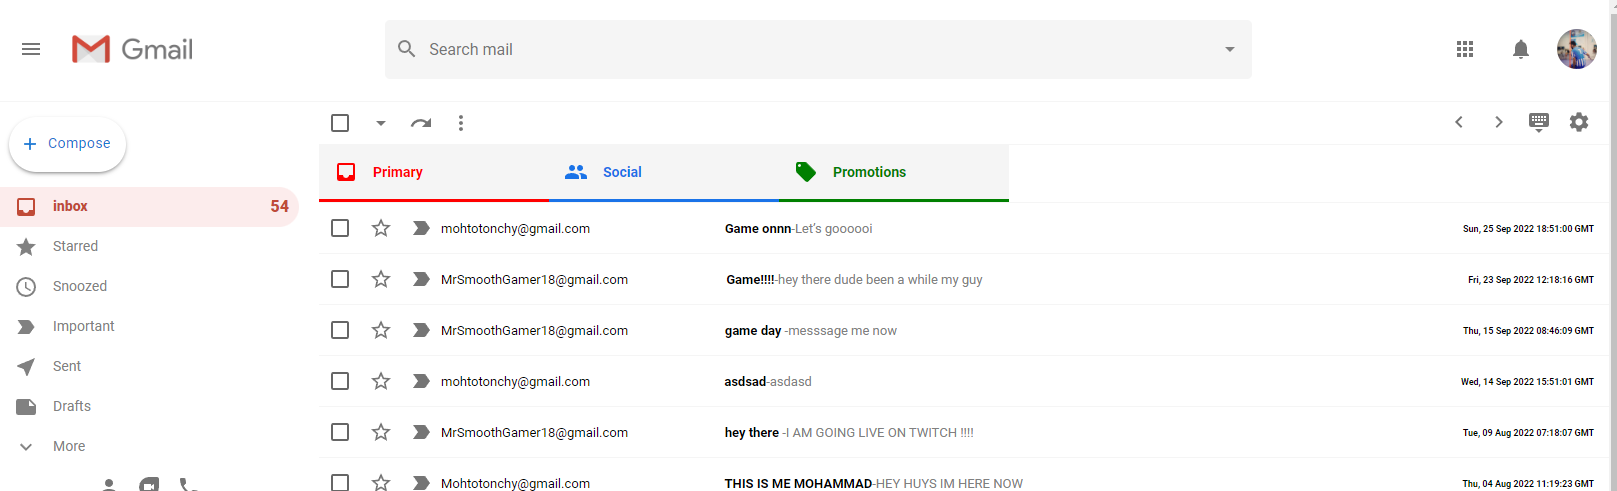 Gmail
Search mail
Compose
Primary
Social
Promotions
inbox 54
Starred
Snoozed
Important
Sent
Drafts
More
mohtotonchy@gmail.com Game onnn-Let's goooooi Sun, 25 Sep 2022 18:51:00 GMT
MrSmoothGamer18@gmail.com Game!!!!-hey there dude been a while my guy Fri, 23 Sep 2022 12:18:16 GMT
MrSmoothGamer18@gmail.com game day -messsage me now Thu, 15 Sep 2022 08:46:09 GMT
mohtotonchy@gmail.com asdsad-asdasd Wed, 14 Sep 2022 15:51:01 GMT
MrSmoothGamer18@gmail.com hey there -I AM GOING LIVE ON TWITCH !!!! Tue, 09 Aug 2022 07:18:07 GMT
Mohtotonchy@gmail.com THIS IS ME MOHAMMAD-HEY HUYS IM HERE NOW Thu, 04 Aug 2022 11:19:23 GMT